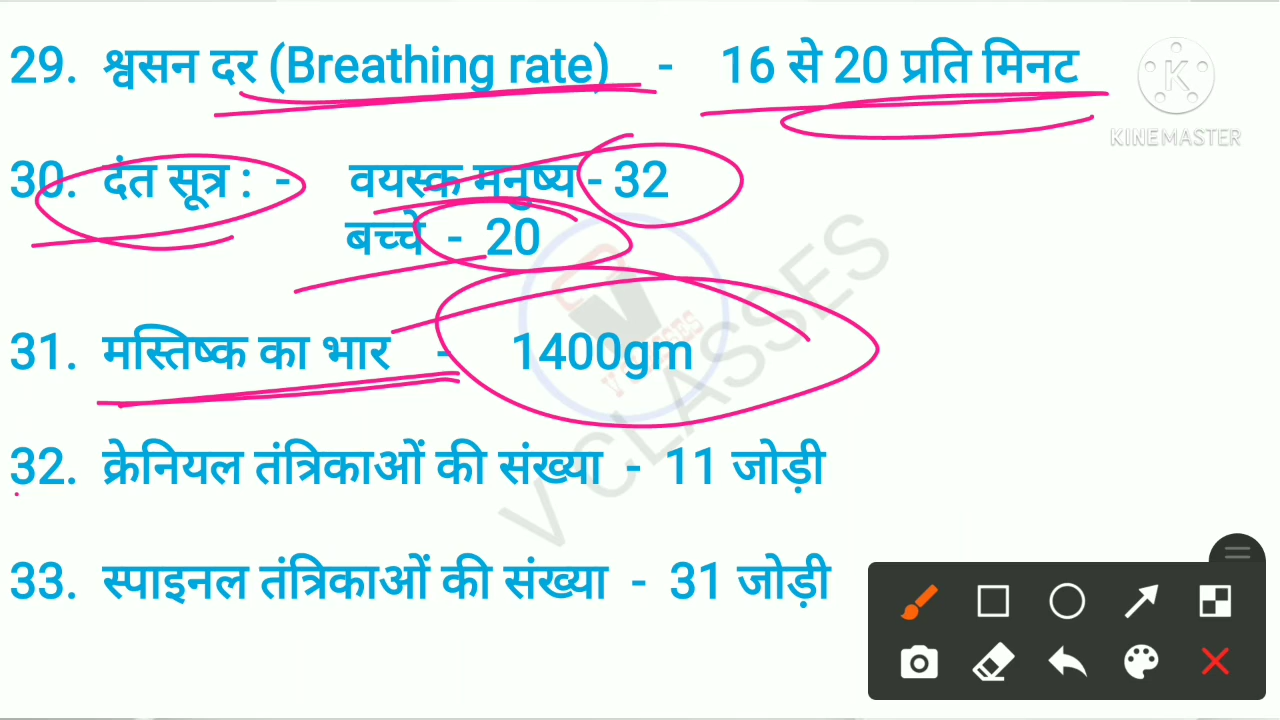 29. श्वसन दर (Breathing rate) - 16 से 20 प्रति मिनट
KINEMASTER
30. दंत सूत्र : - वयस्क मनुष्य - 32
बच्चे - 20
31. मस्तिष्क का भार - 1400gm
32. क्रेनियल तंत्रिकाओं की संख्या - 11 जोड़ी
33. स्पाइनल तंत्रिकाओं की संख्या - 31 जोड़ी
V CLASSES